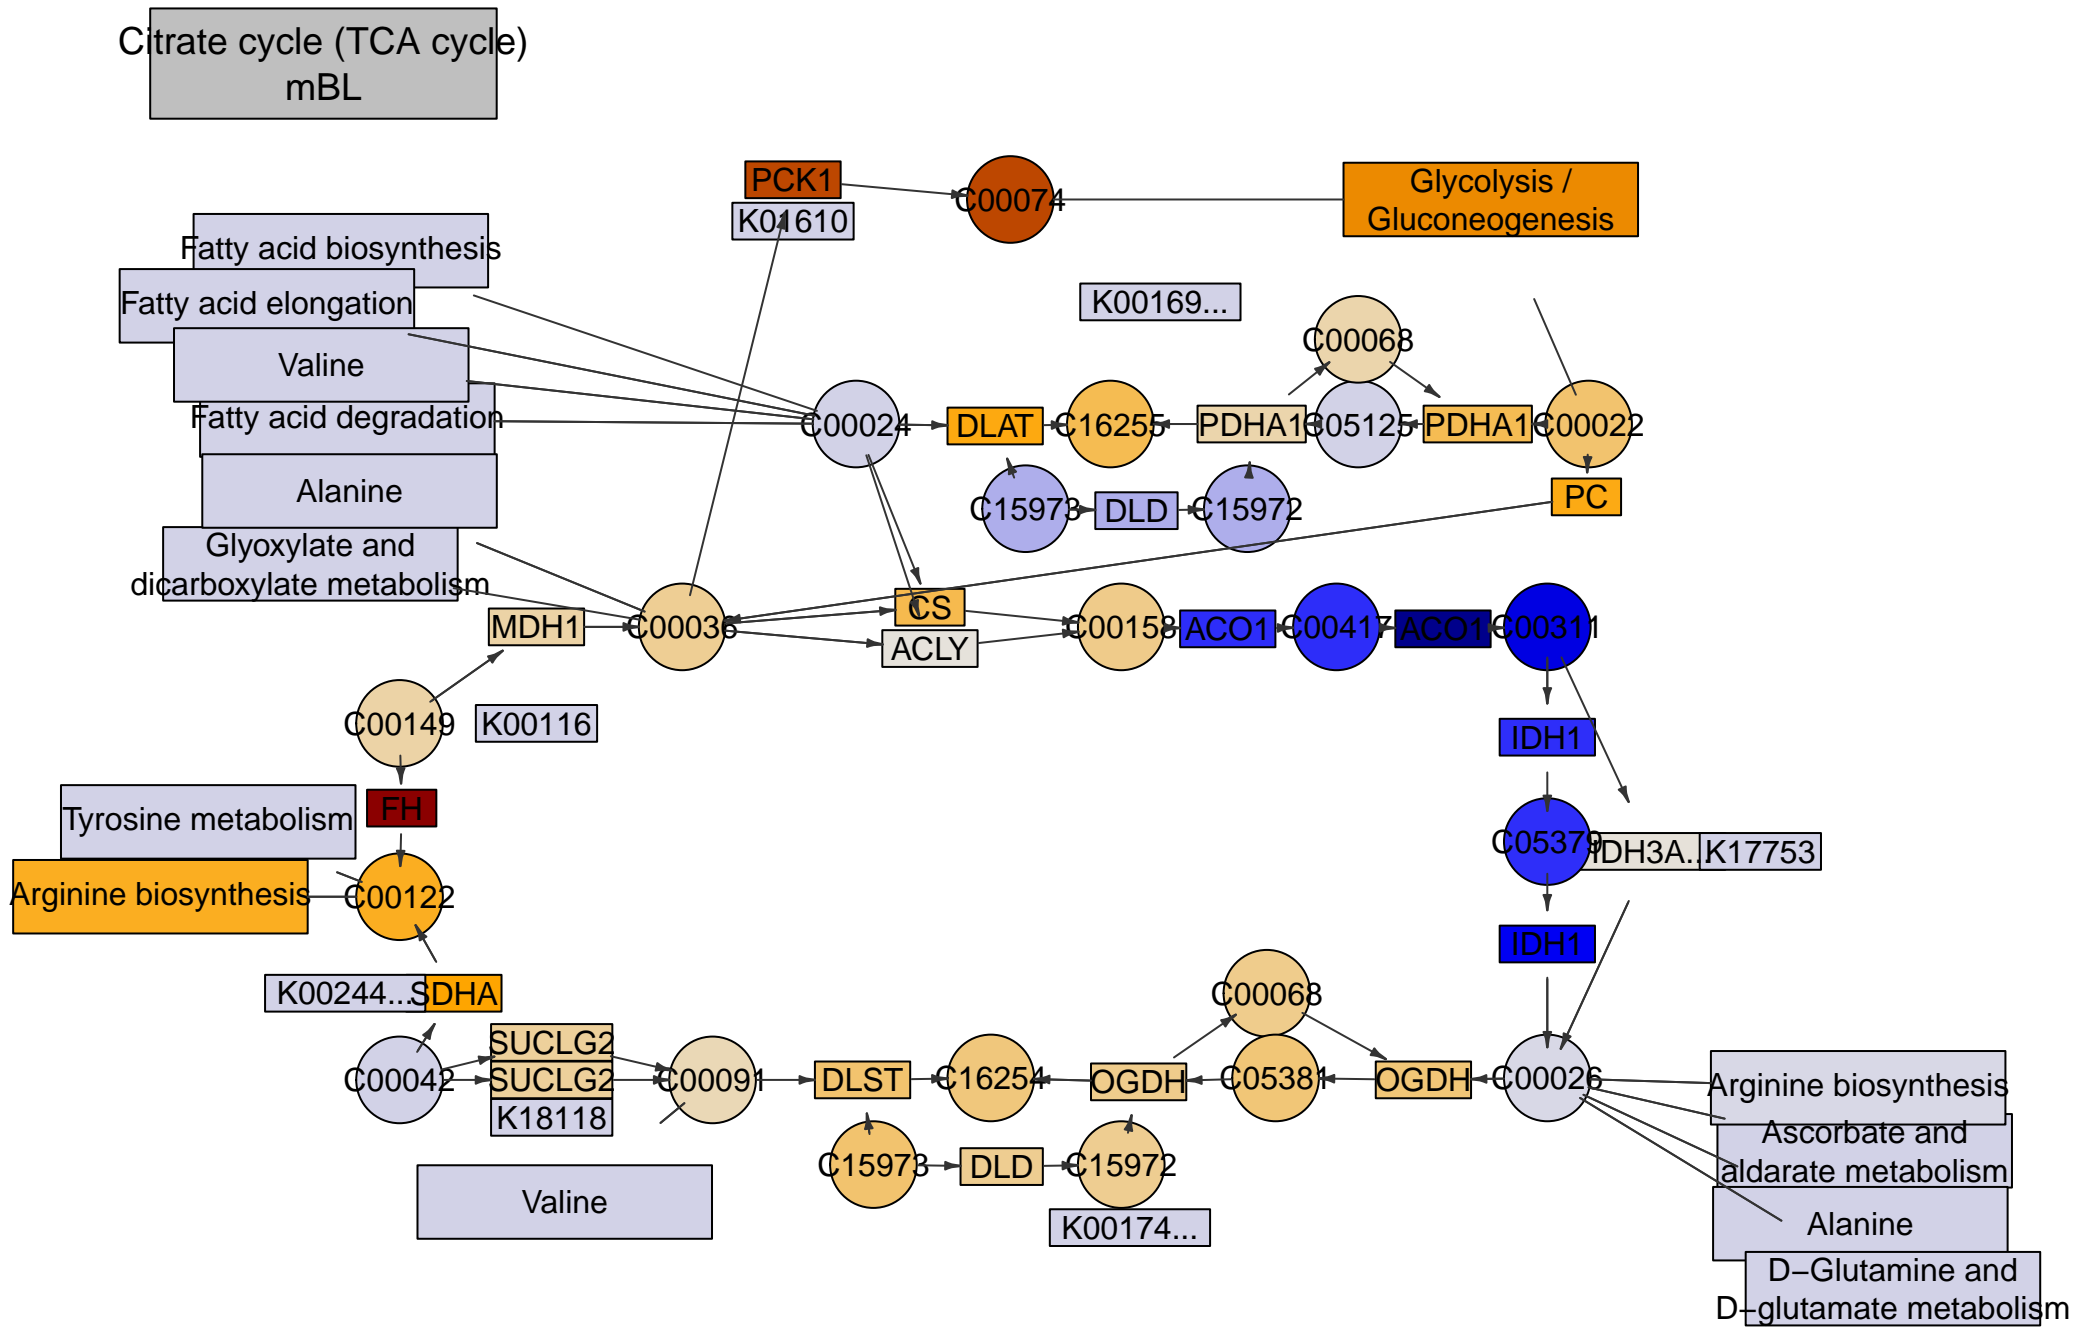 Citrate cycle (TCA cycle)
mBL
PCK1
K01610
C00074
Glycolysis /
Gluconeogenesis
Fatty acid biosynthesis
Fatty acid elongation
Valine
Fatty acid degradation
Alanine
Glyoxylate and
dicarboxylate metabolism
K00169...
C00068
C00024
DLAT
C16255
PDHA1
C05125
PDHA1
C00022
C15973
DLD
C15972
PC
MDH1
C00036
CS
ACLY
C00158
ACO1
C00417
ACO1
C00311
C00149
K00116
IDH1
Tyrosine metabolism
FH
C05379
IDH3A...
K17753
Arginine biosynthesis
C00122
IDH1
K00244...
SDHA
C00068
C00042
SUCLG2
SUCLG2
K18118
C00091
DLST
C16254
OGDH
C05381
OGDH
C00026
Arginine biosynthesis
Ascorbate and
aldarate metabolism
C15973
DLD
C15972
Valine
K00174...
Alanine
D−Glutamine and
D−glutamate metabolism